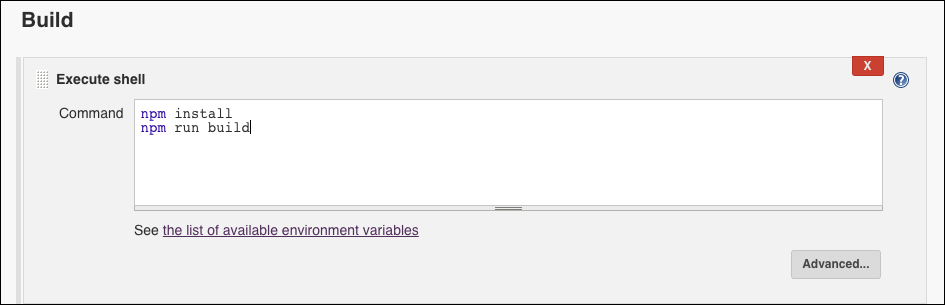 Build
X
Execute shell
?
Command
npm install
npm run build
See the list of available environment variables
Advanced...